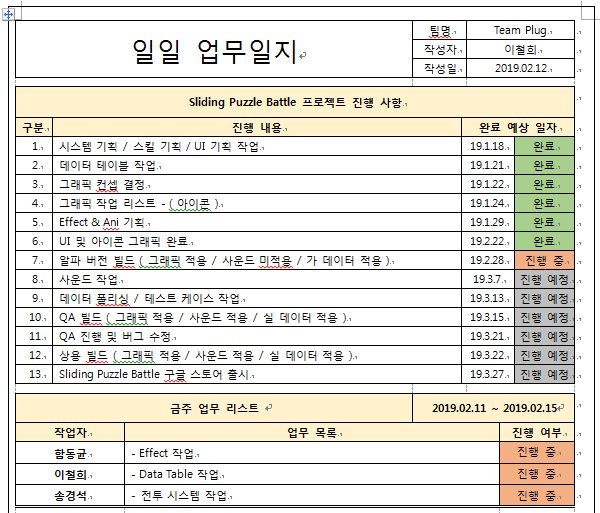 일일 업무일지
팀명 Team Plug.
작성자 이철희
작성일 2019.02.12.
Sliding Puzzle Battle 프로젝트 진행 사항
구분 진행 내용 완료 예상 일자
1. 시스템 기획 / 스킬 기획 / UI 기획 작업 19.1.18. 완료
2. 데이터 테이블 작업 19.1.21. 완료
3. 그래픽 컨셉 결정 19.1.22. 완료
4. 그래픽 작업 리스트 - ( 아이콘 ) 19.1.24. 완료
5. Effect & Ani 기획 19.1.29. 완료
6. UI 및 아이콘 그래픽 완료 19.2.22. 완료
7. 알파 버전 빌드 ( 그래픽 적용 / 사운드 미적용 / 가 데이터 적용 ) 19.2.28. 진행 중
8. 사운드 작업 19.3.7. 진행 예정
9. 데이터 폴리싱 / 테스트 케이스 작업 19.3.13. 진행 예정
10. QA 빌드 ( 그래픽 적용 / 사운드 적용 / 실 데이터 적용 ) 19.3.15. 진행 예정
11. QA 진행 및 버그 수정 19.3.21. 진행 예정
12. 상용 빌드 ( 그래픽 적용 / 사운드 적용 / 실 데이터 적용 ) 19.3.22. 진행 예정
13. Sliding Puzzle Battle 구글 스토어 출시 19.3.27. 진행 예정
금주 업무 리스트 2019.02.11 ~ 2019.02.15
작업자 업무 목록 진행 여부
함동균 - Effect 작업 진행 중
이철희 - Data Table 작업 진행 중
송경석 - 전투 시스템 작업 진행 중